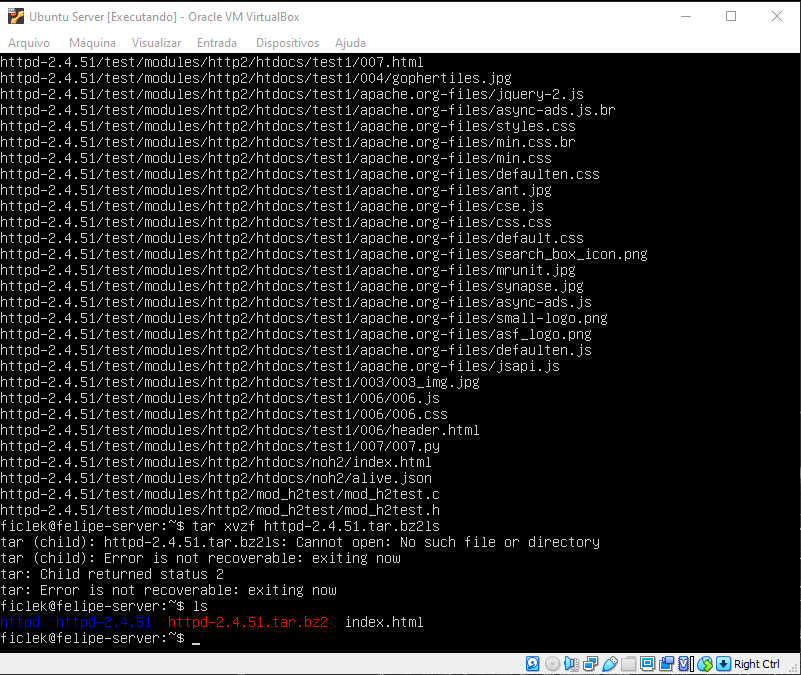 Ubuntu Server [Executando] - Oracle VM VirtualBox
Arquivo Máquina Visualizar Entrada Dispositivos Ajuda
httpd-2.4.51/test/modules/http2/htdocs/test1/007.html
httpd-2.4.51/test/modules/http2/htdocs/test1/004/gophertiles.jpg
httpd-2.4.51/test/modules/http2/htdocs/test1/apache.org-files/jquery-2.js
httpd-2.4.51/test/modules/http2/htdocs/test1/apache.org-files/async-ads.js.br
httpd-2.4.51/test/modules/http2/htdocs/test1/apache.org-files/styles.css
httpd-2.4.51/test/modules/http2/htdocs/test1/apache.org-files/min.css.br
httpd-2.4.51/test/modules/http2/htdocs/test1/apache.org-files/min.css
httpd-2.4.51/test/modules/http2/htdocs/test1/apache.org-files/defaulten.css
httpd-2.4.51/test/modules/http2/htdocs/test1/apache.org-files/ant.jpg
httpd-2.4.51/test/modules/http2/htdocs/test1/apache.org-files/cse.js
httpd-2.4.51/test/modules/http2/htdocs/test1/apache.org-files/css.css
httpd-2.4.51/test/modules/http2/htdocs/test1/apache.org-files/default.css
httpd-2.4.51/test/modules/http2/htdocs/test1/apache.org-files/search_box_icon.png
httpd-2.4.51/test/modules/http2/htdocs/test1/apache.org-files/mrunit.jpg
httpd-2.4.51/test/modules/http2/htdocs/test1/apache.org-files/synapse.jpg
httpd-2.4.51/test/modules/http2/htdocs/test1/apache.org-files/async-ads.js
httpd-2.4.51/test/modules/http2/htdocs/test1/apache.org-files/small-logo.png
httpd-2.4.51/test/modules/http2/htdocs/test1/apache.org-files/asf_logo.png
httpd-2.4.51/test/modules/http2/htdocs/test1/apache.org-files/defaulten.js
httpd-2.4.51/test/modules/http2/htdocs/test1/apache.org-files/jsapi.js
httpd-2.4.51/test/modules/http2/htdocs/test1/003/003_img.jpg
httpd-2.4.51/test/modules/http2/htdocs/test1/006/006.js
httpd-2.4.51/test/modules/http2/htdocs/test1/006/006.css
httpd-2.4.51/test/modules/http2/htdocs/test1/006/header.html
httpd-2.4.51/test/modules/http2/htdocs/test1/007/007.py
httpd-2.4.51/test/modules/http2/htdocs/noh2/index.html
httpd-2.4.51/test/modules/http2/htdocs/noh2/alive.json
httpd-2.4.51/test/modules/http2/mod_h2test/mod_h2test.c
httpd-2.4.51/test/modules/http2/mod_h2test/mod_h2test.h
ficlek@felipe-server:~$ tar xvzf httpd-2.4.51.tar.bz2ls
tar (child): httpd-2.4.51.tar.bz2ls: Cannot open: No such file or directory
tar (child): Error is not recoverable: exiting now
tar: Child returned status 2
tar: Error is not recoverable: exiting now
ficlek@felipe-server:~$ ls
httpd httpd-2.4.51 httpd-2.4.51.tar.bz2 index.html
ficlek@felipe-server:~$ _
Right Ctrl